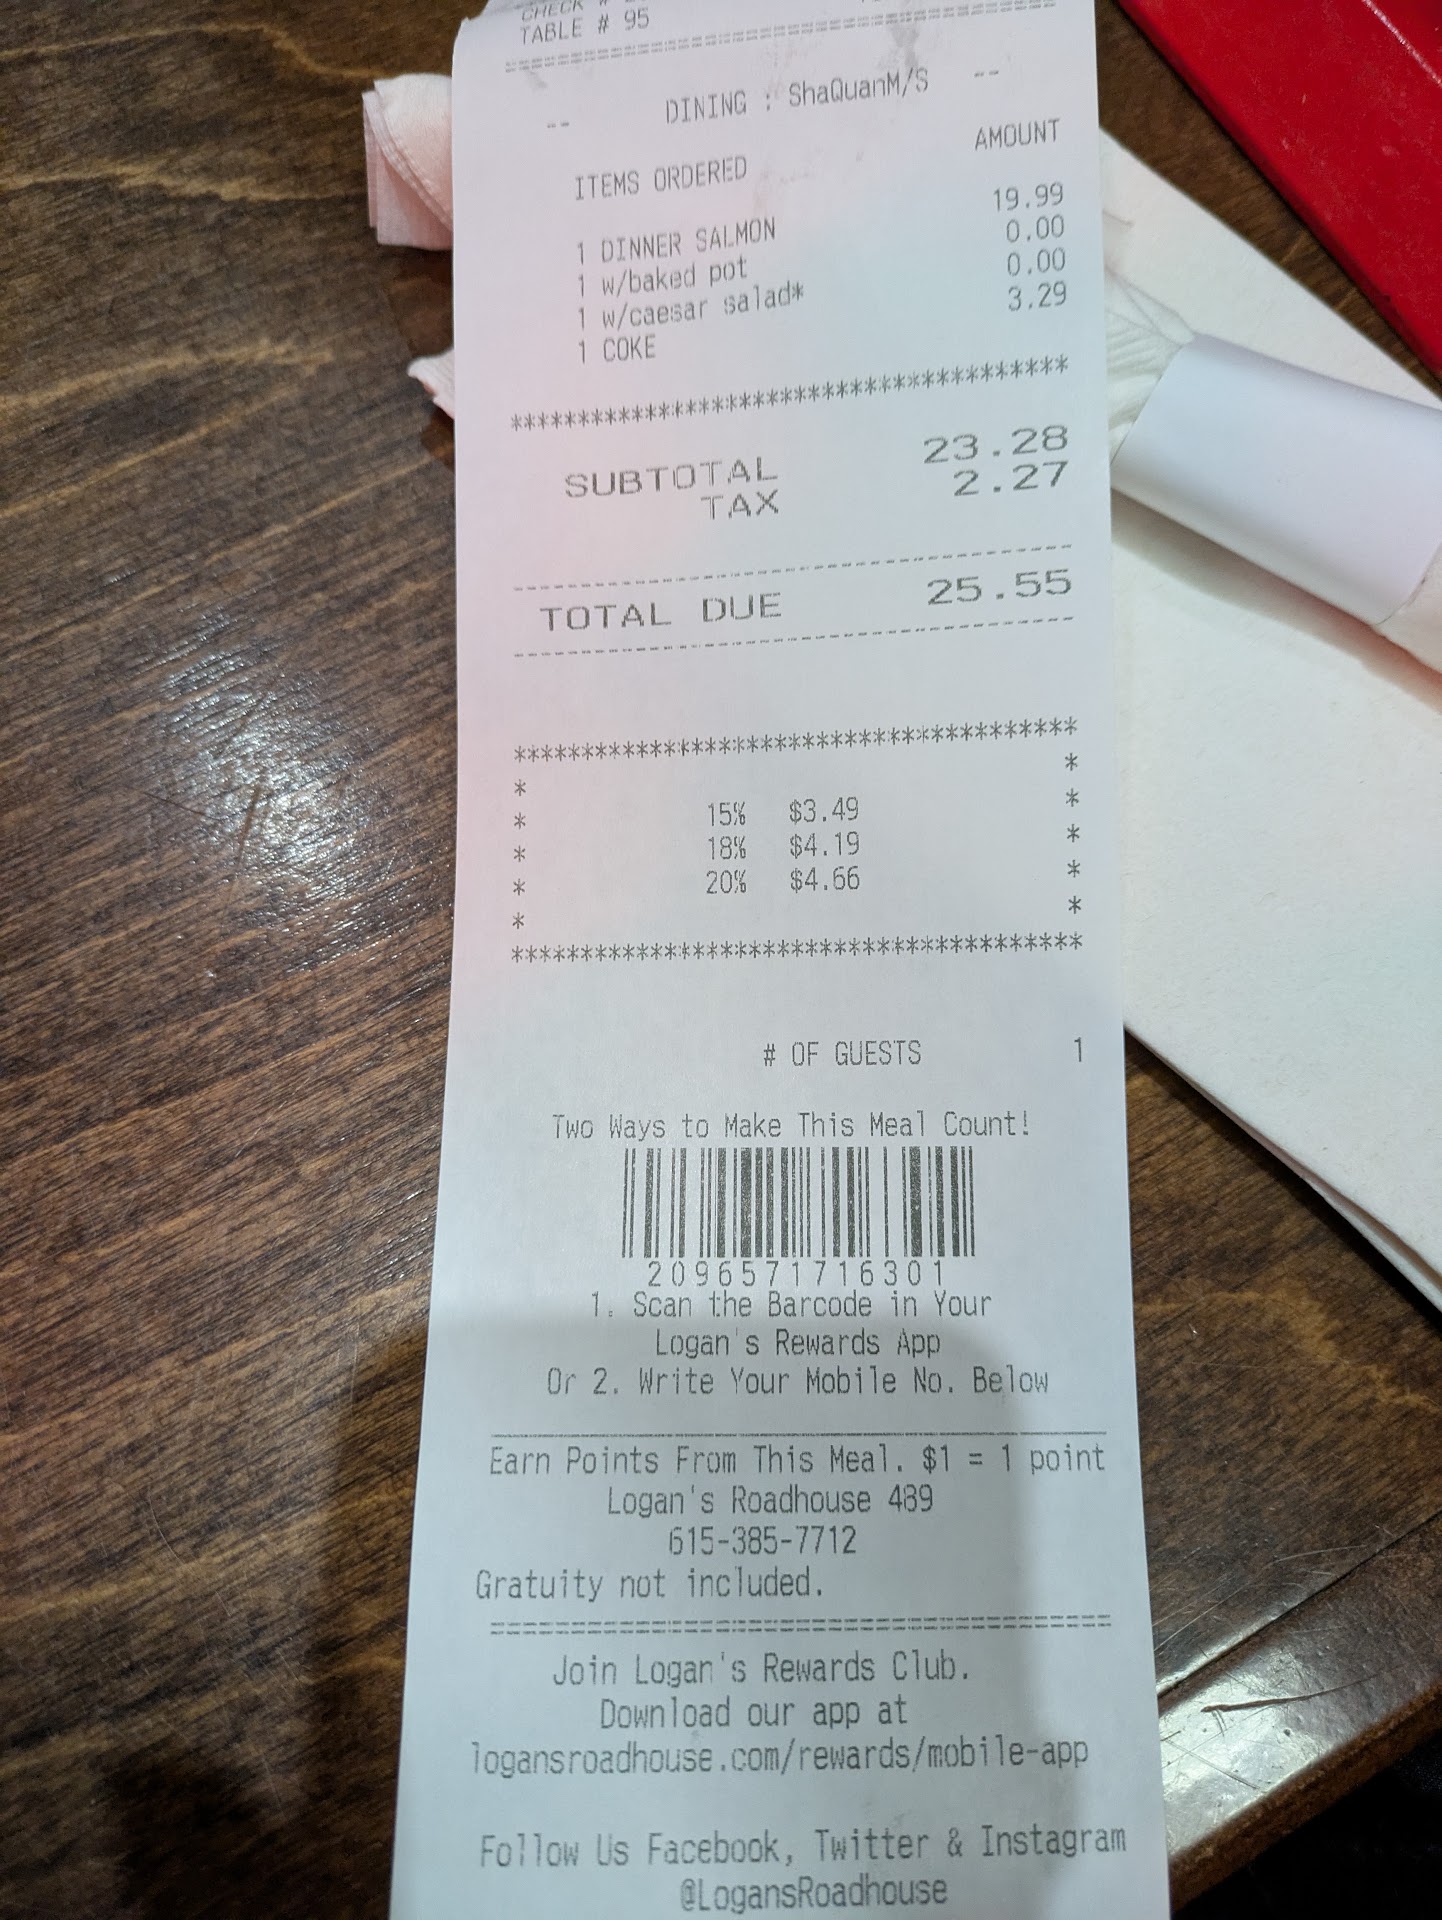 CHECK #
TABLE # 95
-- DINING : ShaQuanM/S --
ITEMS ORDERED AMOUNT
1 DINNER SALMON 19.99
1 w/baked pot 0.00
1 w/caesar salad* 0.00
1 COKE 3.29
****************************************
SUBTOTAL 23.28
TAX 2.27
----------------------------------------
TOTAL DUE 25.55
----------------------------------------
****************************************
* *
* 15% $3.49 *
* 18% $4.19 *
* 20% $4.66 *
* *
****************************************
# OF GUESTS 1
Two Ways to Make This Meal Count!
2096571716301
1. Scan the Barcode in Your
Logan's Rewards App
Or 2. Write Your Mobile No. Below
Earn Points From This Meal. $1 = 1 point
Logan's Roadhouse 489
615-385-7712
Gratuity not included.
========================================
Join Logan's Rewards Club.
Download our app at
logansroadhouse.com/rewards/mobile-app
Follow Us Facebook, Twitter & Instagram
@LogansRoadhouse